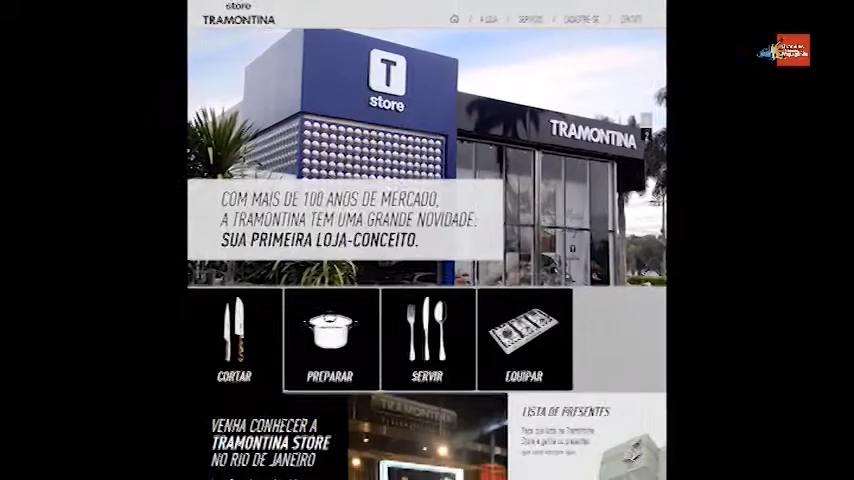 store
TRAMONTINA
A LOJA / SERVIÇOS / CADASTRE-SE /
T
store
TRAMONTINA
COM MAIS DE 100 ANOS DE MERCADO,
A TRAMONTINA TEM UMA GRANDE NOVIDADE:
SUA PRIMEIRA LOJA-CONCEITO.
CORTAR
PREPARAR
SERVIR
EQUIPAR
VENHA CONHECER A
TRAMONTINA STORE
NO RIO DE JANEIRO
TRAMONTINA
LISTA DE PRESENTES